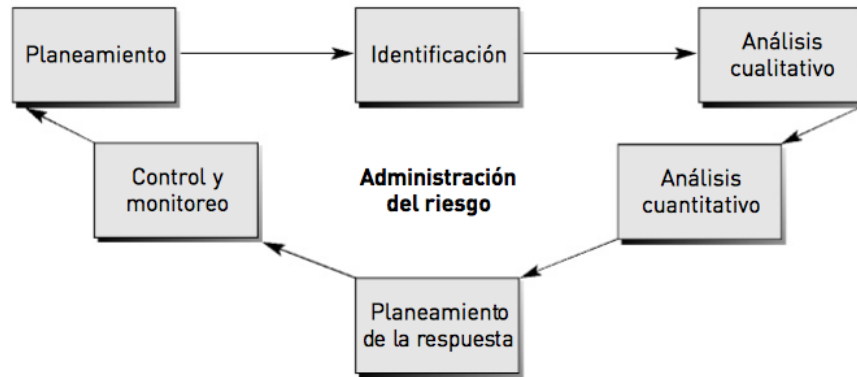 Planeamiento
Identificación
Análisis
cualitativo
Control y
monitoreo
Administración
del riesgo
Análisis
cuantitativo
Planeamiento
de la respuesta